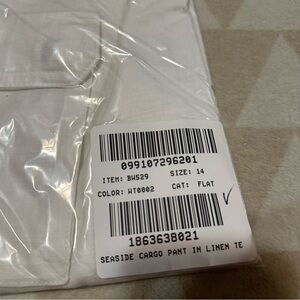 099107296201
ITEM: BW529 SIZE: 14
COLOR: WT0002 CAT: FLAT
1863638021
SEASIDE CARGO PANT IN LINEN TE